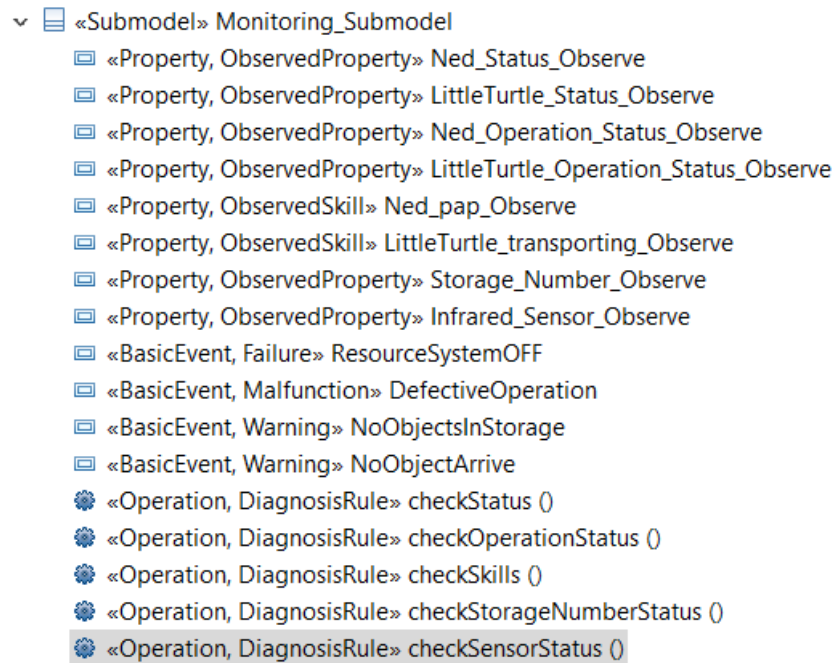 «Submodel» Monitoring_Submodel
«Property, ObservedProperty» Ned_Status_Observe
«Property, ObservedProperty» LittleTurtle_Status_Observe
«Property, ObservedProperty» Ned_Operation_Status_Observe
«Property, ObservedProperty» LittleTurtle_Operation_Status_Observe
«Property, ObservedSkill» Ned_pap_Observe
«Property, ObservedSkill» LittleTurtle_transporting_Observe
«Property, ObservedProperty» Storage_Number_Observe
«Property, ObservedProperty» Infrared_Sensor_Observe
«BasicEvent, Failure» ResourceSystemOFF
«BasicEvent, Malfunction» DefectiveOperation
«BasicEvent, Warning» NoObjectsInStorage
«BasicEvent, Warning» NoObjectArrive
«Operation, DiagnosisRule» checkStatus ()
«Operation, DiagnosisRule» checkOperationStatus ()
«Operation, DiagnosisRule» checkSkills ()
«Operation, DiagnosisRule» checkStorageNumberStatus ()
«Operation, DiagnosisRule» checkSensorStatus ()